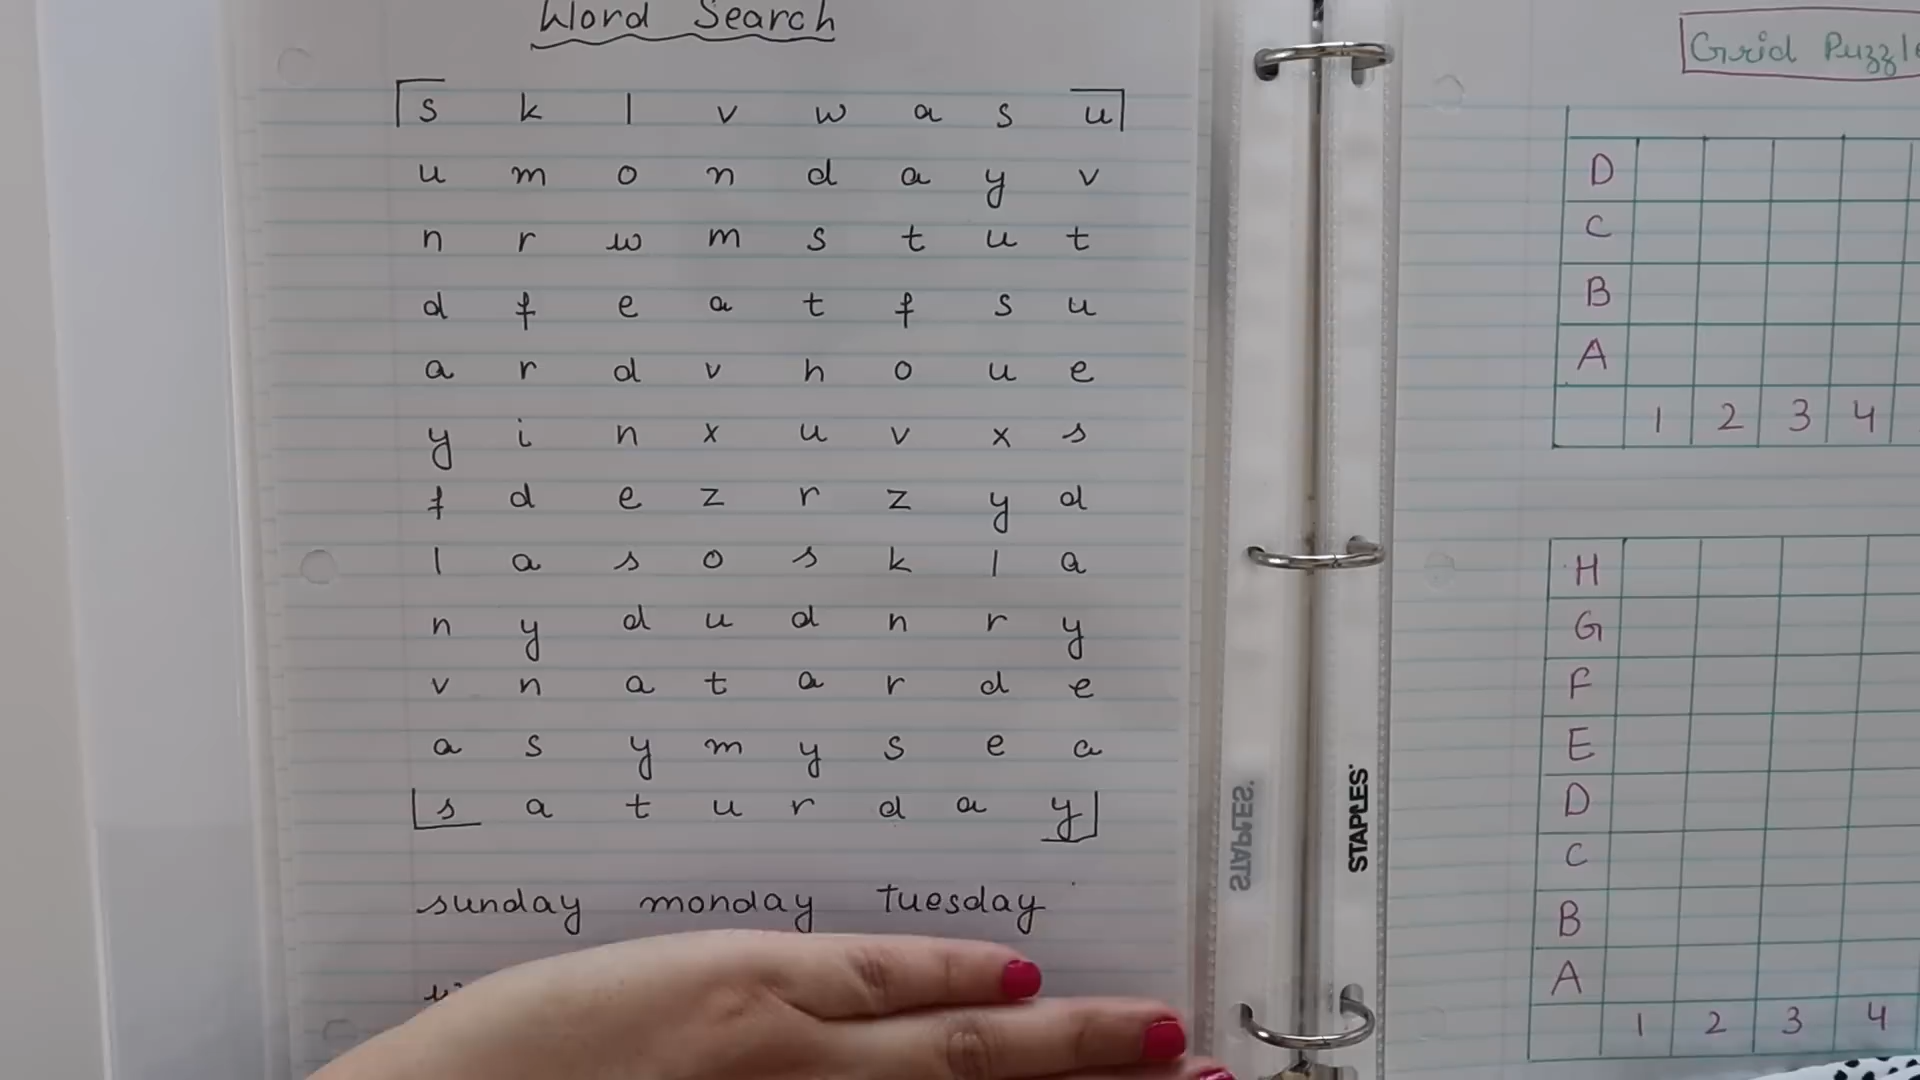 Word Search
s k l v w a s u
u m o n d a y v
n r w m s t u t
d f e a t f s u
a r d v h o u e
y i n x u v x s
f d e z r z y d
l a s o s k l a
n y d u d n r y
v n a t a r d e
a s y m y s e a
s a t u r d a y
sunday monday tuesday
STAPLES
STAPLES
Grid Puzzle
D
C
B
A
1 2 3 4
H
G
F
E
D
C
B
A
1 2 3 4